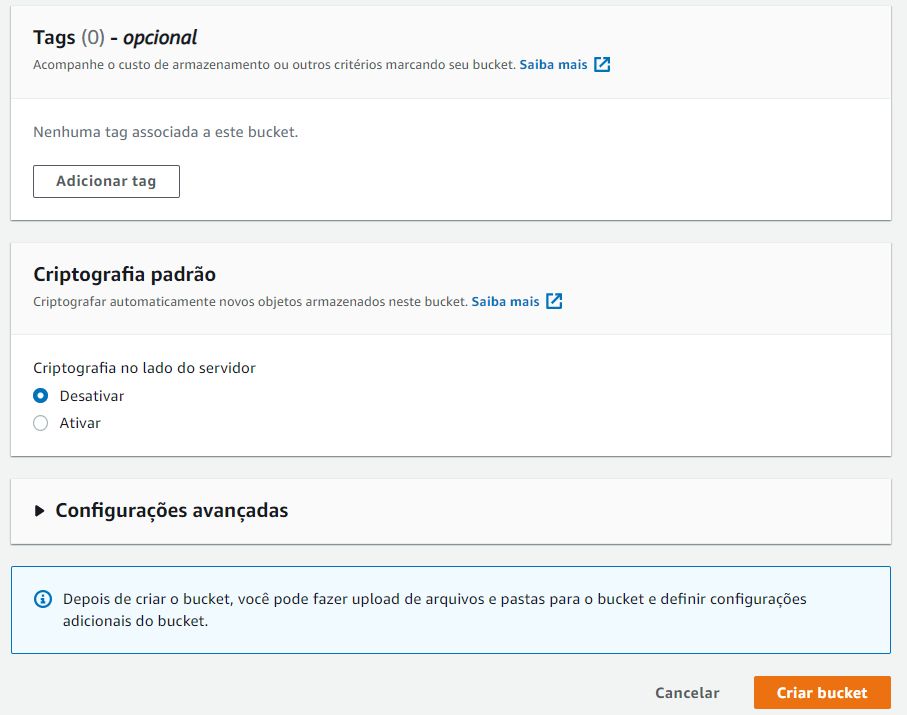 Tags (0) - opcional
Acompanhe o custo de armazenamento ou outros critérios marcando seu bucket. Saiba mais
Nenhuma tag associada a este bucket.
Adicionar tag
Criptografia padrão
Criptografar automaticamente novos objetos armazenados neste bucket. Saiba mais
Criptografia no lado do servidor
Desativar
Ativar
Configurações avançadas
Depois de criar o bucket, você pode fazer upload de arquivos e pastas para o bucket e definir configurações
adicionais do bucket.
Cancelar Criar bucket